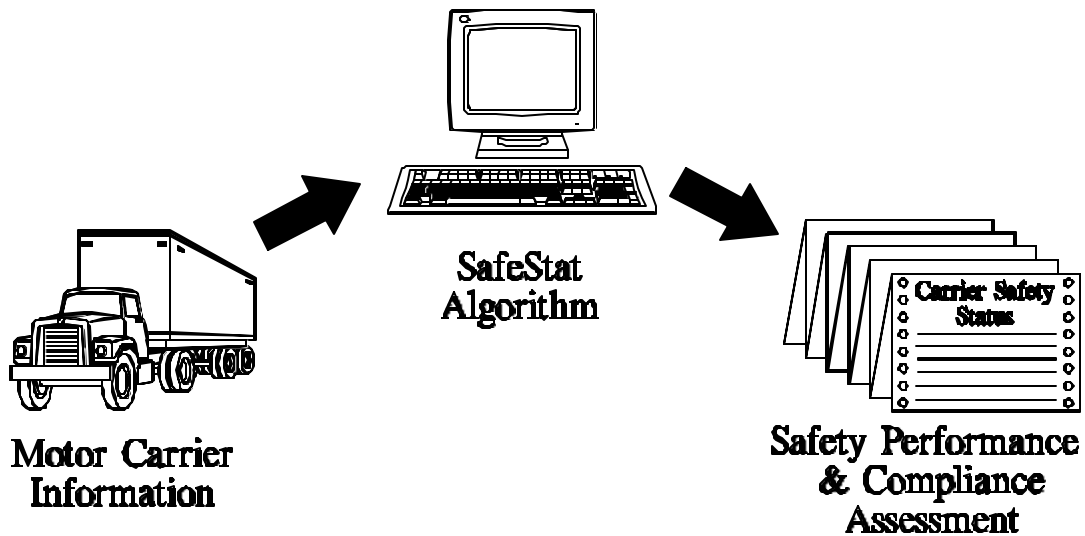 SafeStat
Algorithm
Carrier Safety
Status
Motor Carrier
Information
Safety Performance
& Compliance
Assessment